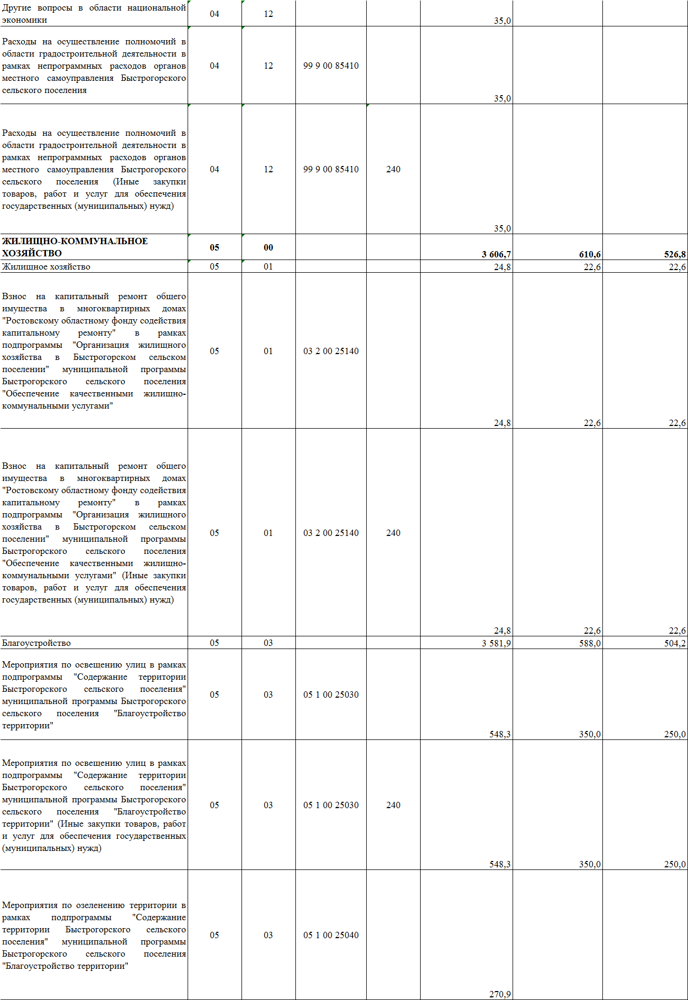 Другие вопросы в области национальной
экономики
04 12 35,0
Расходы на осуществление полномочий в
области градостроительной деятельности в
рамках непрограммных расходов органов
местного самоуправления Быстрогорского
сельского поселения
04 12 99 9 00 85410 35,0
Расходы на осуществление полномочий в
области градостроительной деятельности в
рамках непрограммных расходов органов
местного самоуправления Быстрогорского
сельского поселения (Иные закупки
товаров, работ и услуг для обеспечения
государственных (муниципальных) нужд)
04 12 99 9 00 85410 240 35,0
ЖИЛИЩНО-КОММУНАЛЬНОЕ
ХОЗЯЙСТВО
05 00 3 606,7 610,6 526,8
Жилищное хозяйство 05 01 24,8 22,6 22,6
Взнос на капитальный ремонт общего
имущества в многоквартирных домах
"Ростовскому областному фонду содействия
капитальному ремонту" в рамках
подпрограммы "Организация жилищного
хозяйства в Быстрогорском сельском
поселении" муниципальной программы
Быстрогорского сельского поселения
"Обеспечение качественными жилищно-
коммунальными услугами"
05 01 03 2 00 25140 24,8 22,6 22,6
Взнос на капитальный ремонт общего
имущества в многоквартирных домах
"Ростовскому областному фонду содействия
капитальному ремонту" в рамках
подпрограммы "Организация жилищного
хозяйства в Быстрогорском сельском
поселении" муниципальной программы
Быстрогорского сельского поселения
"Обеспечение качественными жилищно-
коммунальными услугами" (Иные закупки
товаров, работ и услуг для обеспечения
государственных (муниципальных) нужд)
05 01 03 2 00 25140 240 24,8 22,6 22,6
Благоустройство 05 03 3 581,9 588,0 504,2
Мероприятия по освещению улиц в рамках
подпрограммы "Содержание территории
Быстрогорского сельского поселения"
муниципальной программы Быстрогорского
сельского поселения "Благоустройство
территории"
05 03 05 1 00 25030 548,3 350,0 250,0
Мероприятия по освещению улиц в рамках
подпрограммы "Содержание территории
Быстрогорского сельского поселения"
муниципальной программы Быстрогорского
сельского поселения "Благоустройство
территории" (Иные закупки товаров, работ
и услуг для обеспечения государственных
(муниципальных) нужд)
05 03 05 1 00 25030 240 548,3 350,0 250,0
Мероприятия по озеленению территории в
рамках подпрограммы "Содержание
территории Быстрогорского сельского
поселения" муниципальной программы
Быстрогорского сельского поселения
"Благоустройство территории"
05 03 05 1 00 25040 270,9